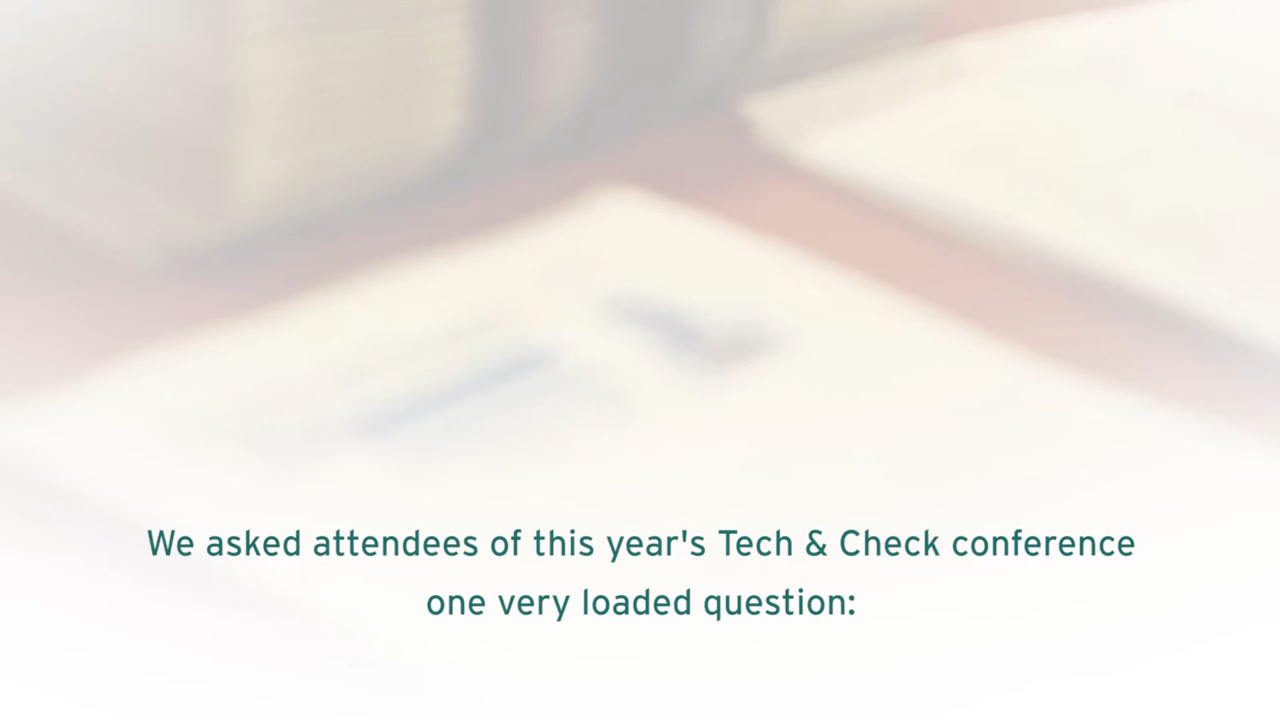 We asked attendees of this year's Tech & Check conference
one very loaded question: